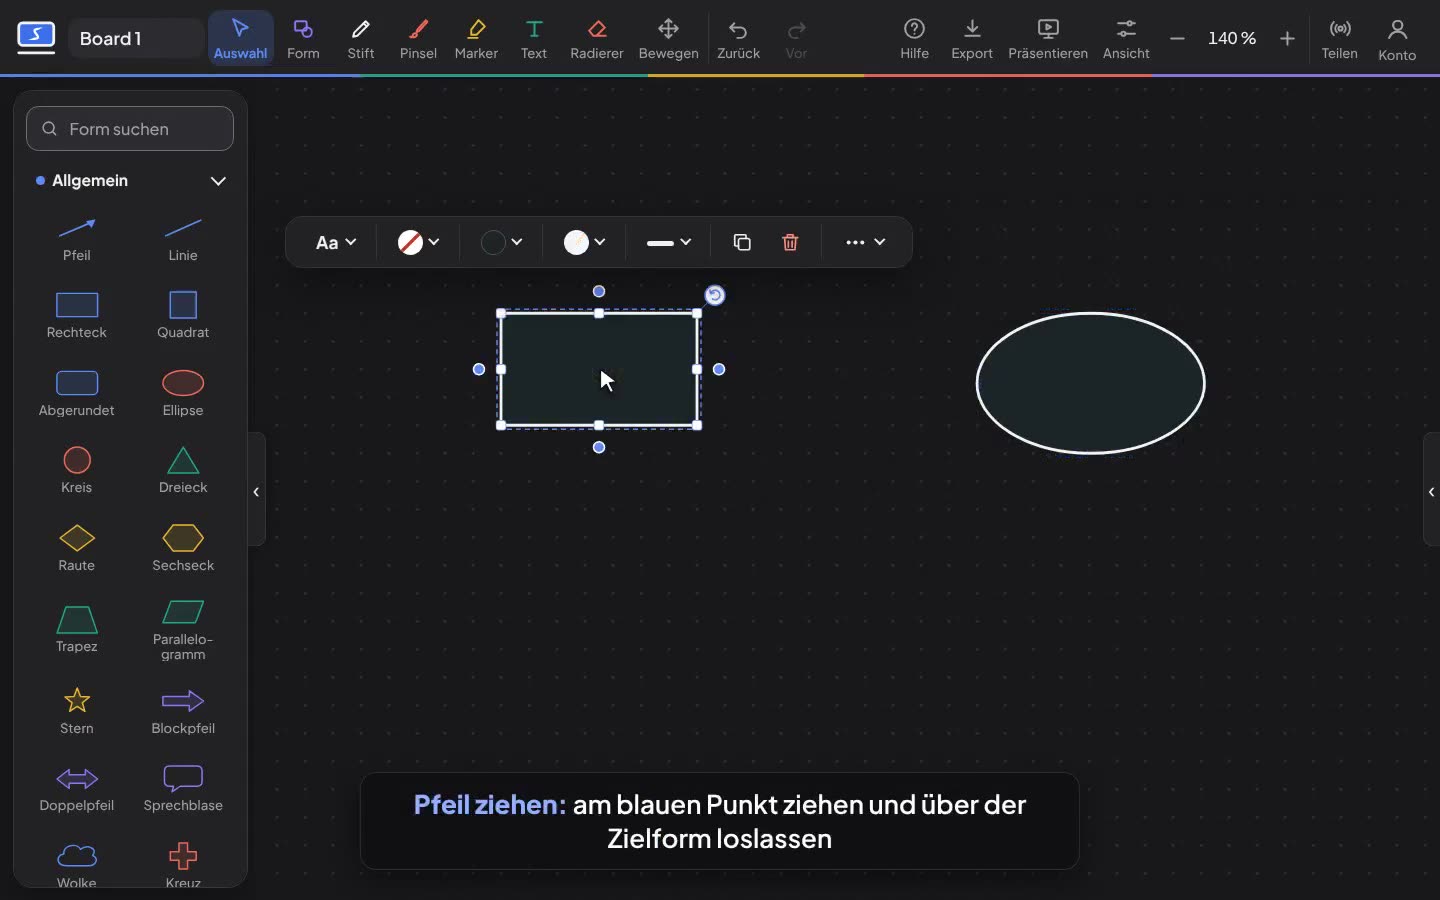 Board 1
Auswahl
Form
Stift
Pinsel
Marker
Text
Radierer
Bewegen
Zurück
Vor
Hilfe
Export
Präsentieren
Ansicht
140 %
Teilen
Konto
Form suchen
Allgemein
Pfeil
Linie
Rechteck
Quadrat
Abgerundet
Ellipse
Kreis
Dreieck
Raute
Sechseck
Trapez
Parallelo-
gramm
Stern
Blockpfeil
Doppelpfeil
Sprechblase
Wolke
Kreuz
Aa
Pfeil ziehen: am blauen Punkt ziehen und über der
Zielform loslassen